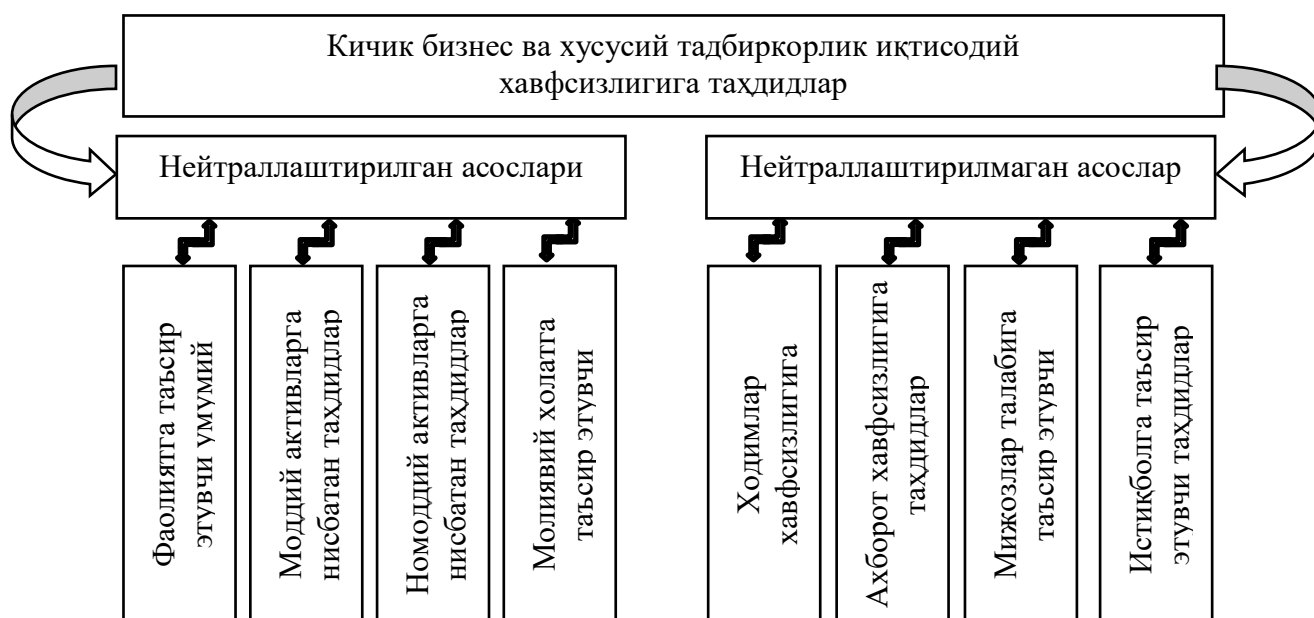 Кичик бизнес ва хусусий тадбиркорлик иқтисодий
хавфсизлигига таҳдидлар
Нейтраллаштирилган асослари
Нейтраллаштирилмаган асослар
Фаолиятга таъсир
этувчи умумий
Моддий активларга
нисбатан таҳдидлар
Номоддий активларга
нисбатан таҳдидлар
Молиявий холатга
таъсир этувчи
Ходимлар
хавфсизлигига
Ахборот хавфсизлигига
таҳдидлар
Мижозлар талабига
таъсир этувчи
Истиқболга таъсир
этувчи таҳдидлар